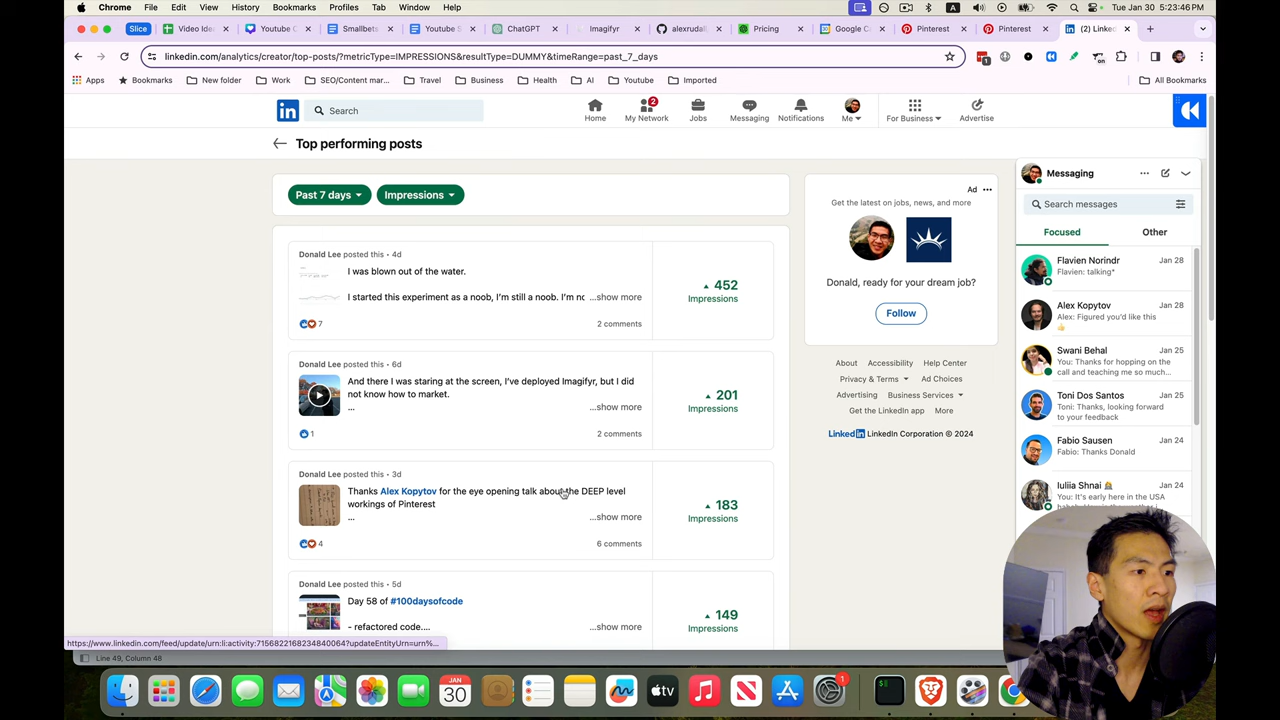 Chrome File Edit View History Bookmarks Profiles Tab Window Help
A
Tue Jan 30 5:23:46 PM
Slice
Video Ide
Youtube C
Smallbets
Youtube S
ChatGPT
Imagifyr
alexrudall
Pricing
Google Ca
Pinterest
Pinterest
(2) Linked
linkedin.com/analytics/creator/top-posts/?metricType=IMPRESSIONS&resultType=DUMMY&timeRange=past_7_days
Apps Bookmarks New folder Work SEO/Content mar... Travel Business Health AI Youtube Imported
All Bookmarks
in
Search
2
Home My Network Jobs Messaging Notifications Me For Business Advertise
Top performing posts
Past 7 days
Impressions
Donald Lee posted this • 4d
I was blown out of the water.
I started this experiment as a noob, I'm still a noob. I'm no ...show more
7
2 comments
452
Impressions
Donald Lee posted this • 6d
And there I was staring at the screen, I've deployed Imagifyr, but I did
not know how to market.
... ...show more
1
2 comments
201
Impressions
Donald Lee posted this • 3d
Thanks Alex Kopytov for the eye opening talk about the DEEP level
workings of Pinterest
... ...show more
4
6 comments
183
Impressions
Donald Lee posted this • 5d
Day 58 of #100daysofcode
- refactored code....
...show more
149
Impressions
Ad
Get the latest on jobs, news, and more
Donald, ready for your dream job?
Follow
About Accessibility Help Center
Privacy & Terms Ad Choices
Advertising Business Services
Get the LinkedIn app More
LinkedIn LinkedIn Corporation © 2024
Messaging
Search messages
Focused
Other
Flavien Norindr Jan 28
Flavien: talking*
Alex Kopytov Jan 28
Alex: Figured you'd like this
Swani Behal Jan 25
You: Thanks for hopping on the
call and teaching me so much...
Toni Dos Santos Jan 25
Toni: Thanks, looking forward
to your feedback
Fabio Sausen Jan 24
Fabio: Thanks Donald
Iuliia Shnai Jan 24
You: It's early here in the USA
https://www.linkedin.com/feed/update/urn:li:activity:7156822168234840064?updateEntityUrn=urn%...
Line 49, Column 48
JAN
30
1